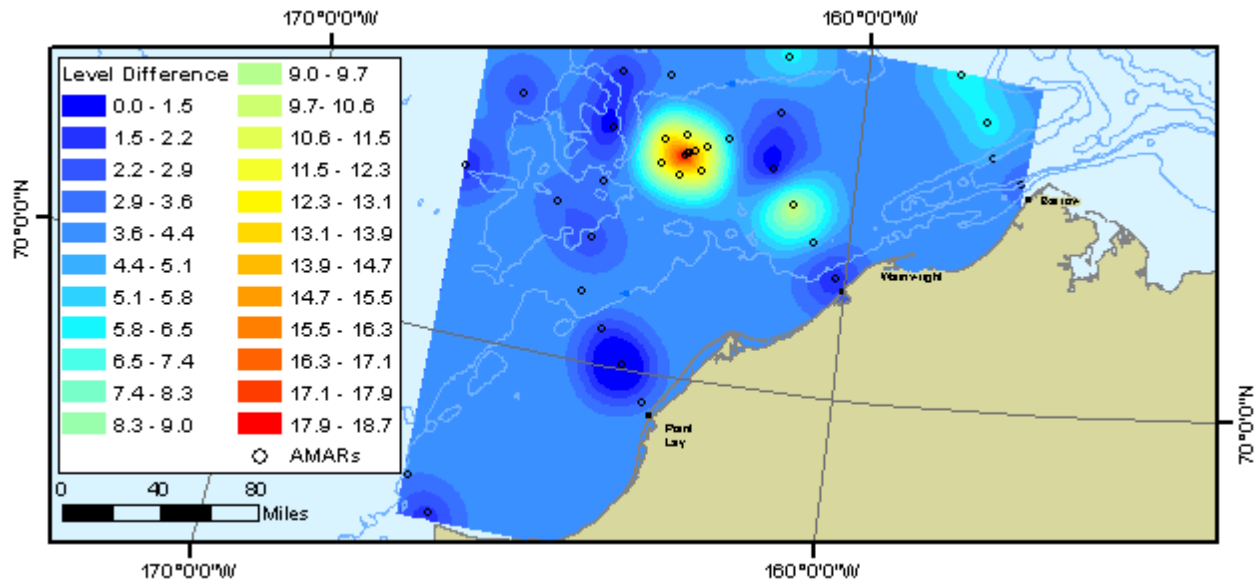 170°0'0"W
160°0'0"W
70°0'0"N
Level Difference
0.0 - 1.5
1.5 - 2.2
2.2 - 2.9
2.9 - 3.6
3.6 - 4.4
4.4 - 5.1
5.1 - 5.8
5.8 - 6.5
6.5 - 7.4
7.4 - 8.3
8.3 - 9.0
9.0 - 9.7
9.7 - 10.6
10.6 - 11.5
11.5 - 12.3
12.3 - 13.1
13.1 - 13.9
13.9 - 14.7
14.7 - 15.5
15.5 - 16.3
16.3 - 17.1
17.1 - 17.9
17.9 - 18.7
AMARs
0 40 80
Miles
Barrow
Wainwright
Point
Lay
70°0'0"N
170°0'0"W
160°0'0"W